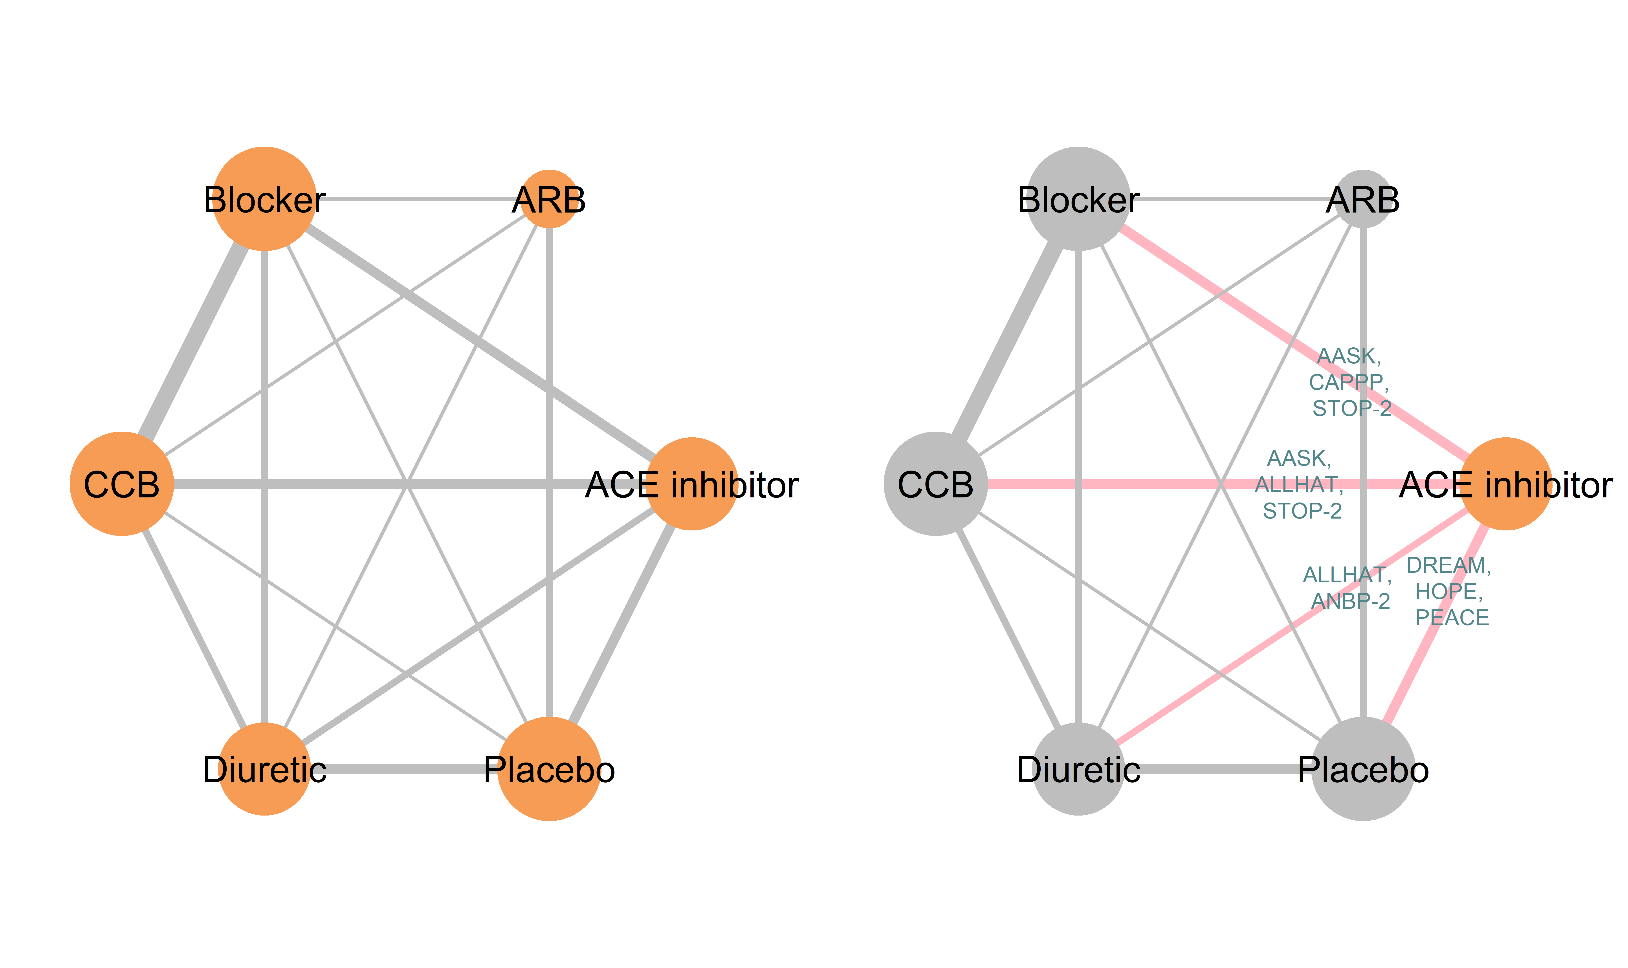 Blocker
ARB
CCB
ACE inhibitor
Diuretic
Placebo
Blocker
ARB
AASK,
CAPPP,
STOP-2
AASK,
ALLHAT,
STOP-2
CCB
ACE inhibitor
ALLHAT,
ANBP-2
DREAM,
HOPE,
PEACE
Diuretic
Placebo